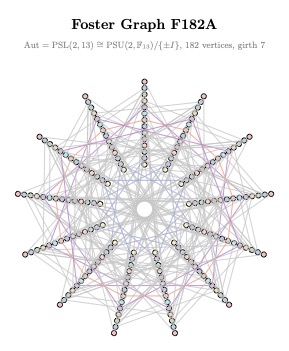 Foster Graph F182A
Aut = PSL(2, 13) ≅ PSU(2, 𝔽₁₃)/{±I}, 182 vertices, girth 7